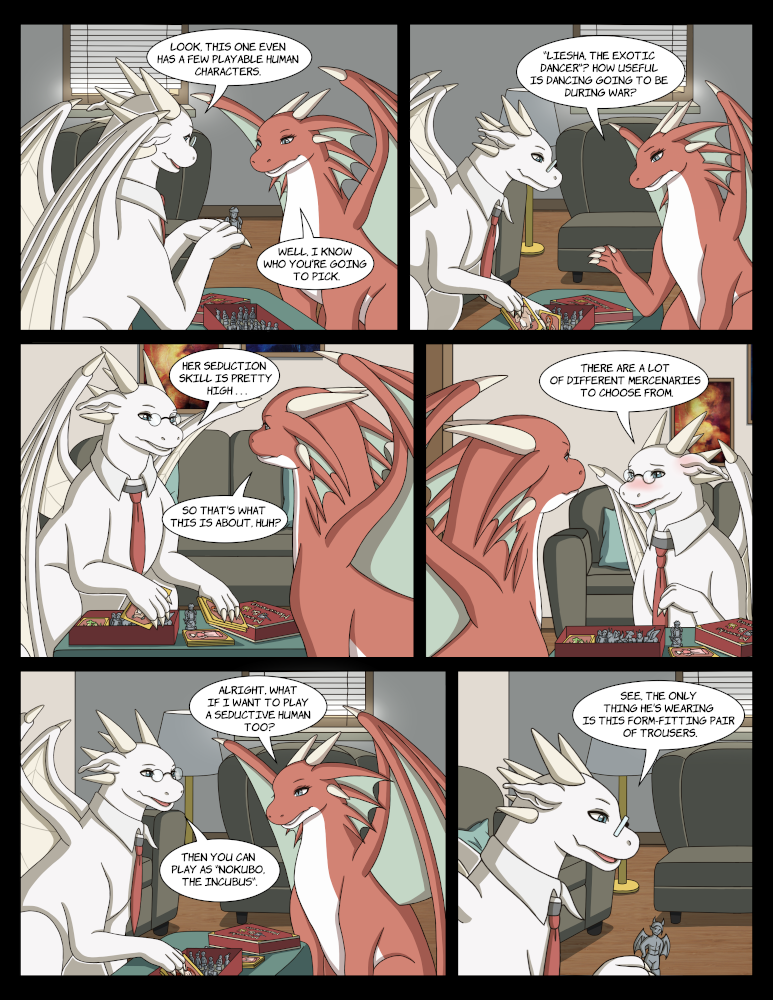 LOOK, THIS ONE EVEN
HAS A FEW PLAYABLE HUMAN
CHARACTERS.
WELL, I KNOW
WHO YOU'RE GOING
TO PICK.
"LIESHA, THE EXOTIC
DANCER"? HOW USEFUL
IS DANCING GOING TO BE
DURING WAR?
HER SEDUCTION
SKILL IS PRETTY
HIGH . . .
SO THAT'S WHAT
THIS IS ABOUT, HUH?
THERE ARE A LOT
OF DIFFERENT MERCENARIES
TO CHOOSE FROM.
ALRIGHT, WHAT
IF I WANT TO PLAY
A SEDUCTIVE HUMAN
TOO?
THEN YOU CAN
PLAY AS "NOKUBO,
THE INCUBUS".
SEE, THE ONLY
THING HE'S WEARING
IS THIS FORM-FITTING PAIR
OF TROUSERS.